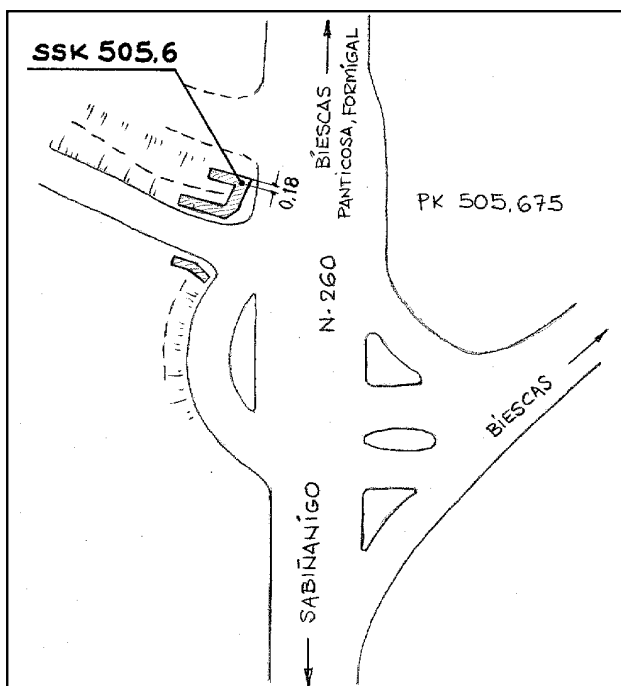 SSK 505,6
BIESCAS
PANTICOSA, FORMIGAL
0,18
PK 505,675
N-260
BIESCAS
SABIÑANIGO